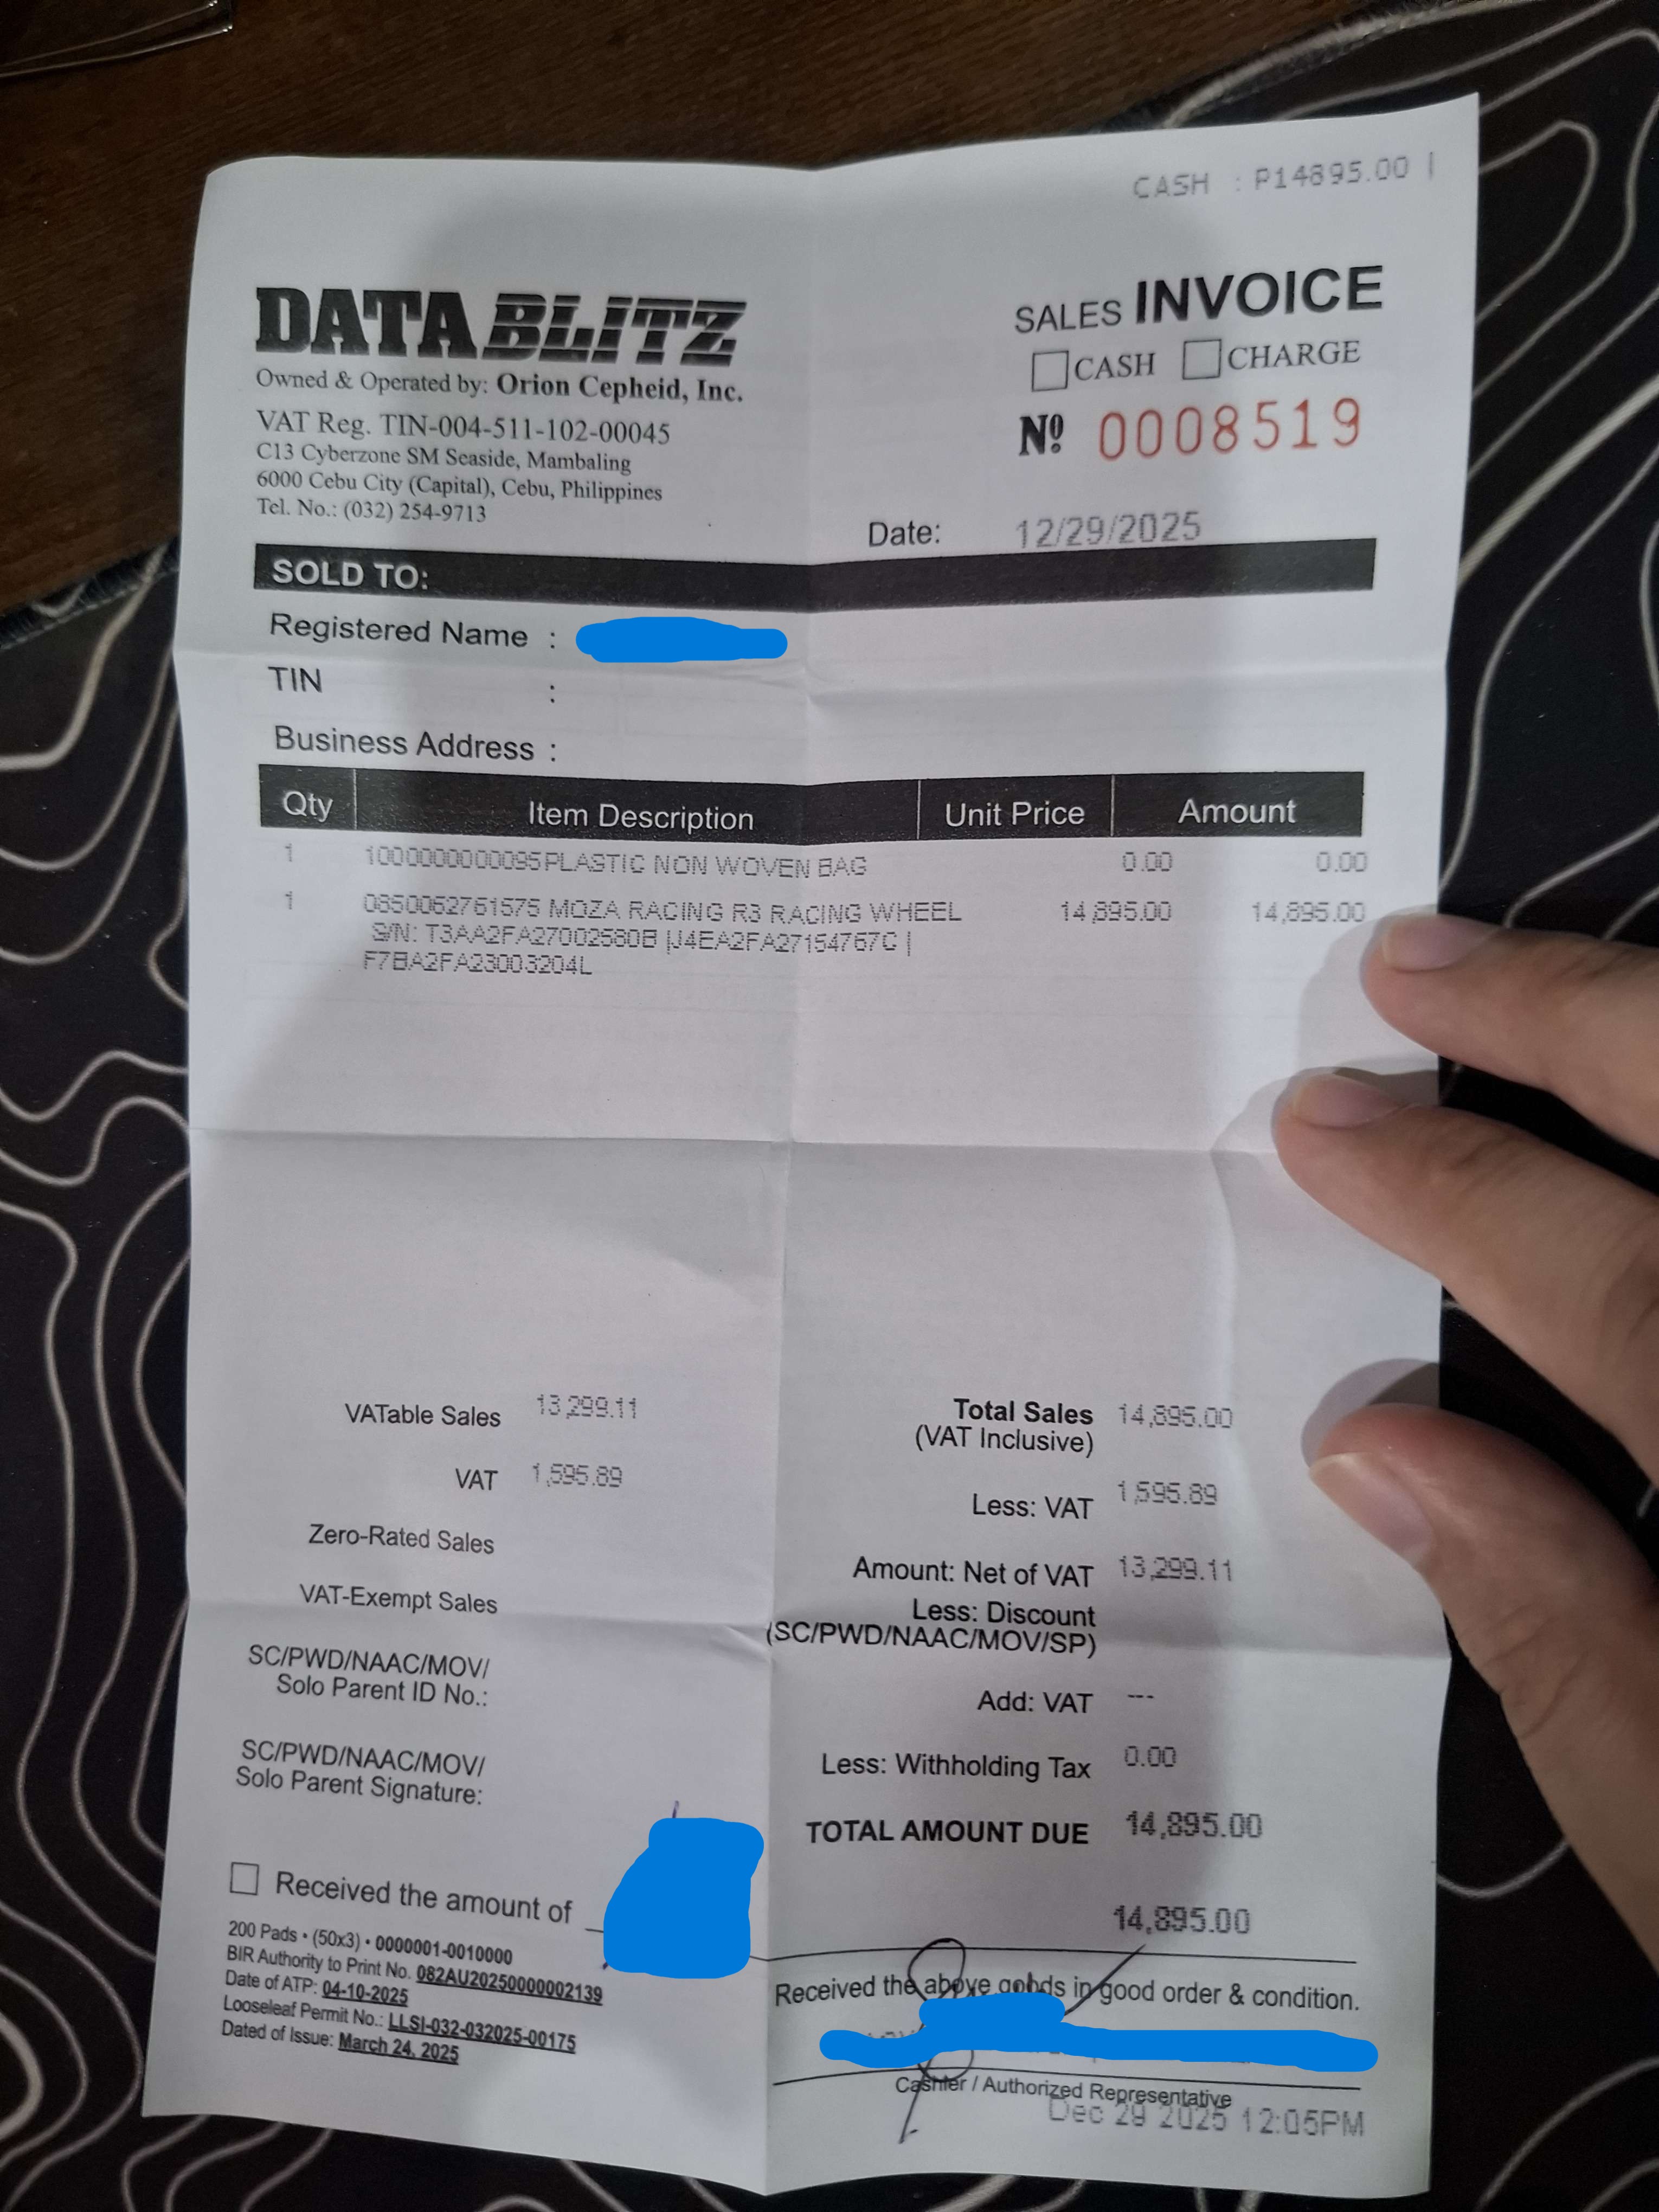 CASH : P14895.00 |
DATA BLITZ
Owned & Operated by: Orion Cepheid, Inc.
VAT Reg. TIN-004-511-102-00045
C13 Cyberzone SM Seaside, Mambaling
6000 Cebu City (Capital), Cebu, Philippines
Tel. No.: (032) 254-9713
SALES INVOICE
CASH CHARGE
Nº 0008519
Date: 12/29/2025
SOLD TO:
Registered Name :
TIN :
Business Address :
Qty Item Description Unit Price Amount
1 1000000000095PLASTIC NON WOVEN BAG 0.00 0.00
1 0850052761575 MOZA RACING R3 RACING WHEEL 14,895.00 14,895.00
S/N: T3AA2FA27002580B |J4EA2FA27154767C |
F7BA2FA23003204L
VATable Sales 13,299.11
VAT 1,595.89
Zero-Rated Sales
VAT-Exempt Sales
SC/PWD/NAAC/MOV/
Solo Parent ID No.:
SC/PWD/NAAC/MOV/
Solo Parent Signature:
Total Sales 14,895.00
(VAT Inclusive)
Less: VAT 1,595.89
Amount: Net of VAT 13,299.11
Less: Discount
(SC/PWD/NAAC/MOV/SP)
Add: VAT ---
Less: Withholding Tax 0.00
TOTAL AMOUNT DUE 14,895.00
Received the amount of
14,895.00
200 Pads • (50x3) • 0000001-0010000
BIR Authority to Print No. 082AU20250000002139
Date of ATP: 04-10-2025
Looseleaf Permit No.: LLSI-032-032025-00175
Dated of Issue: March 24, 2025
Received the above goods in good order & condition.
Cashier / Authorized Representative
Dec 29 2025 12:05PM